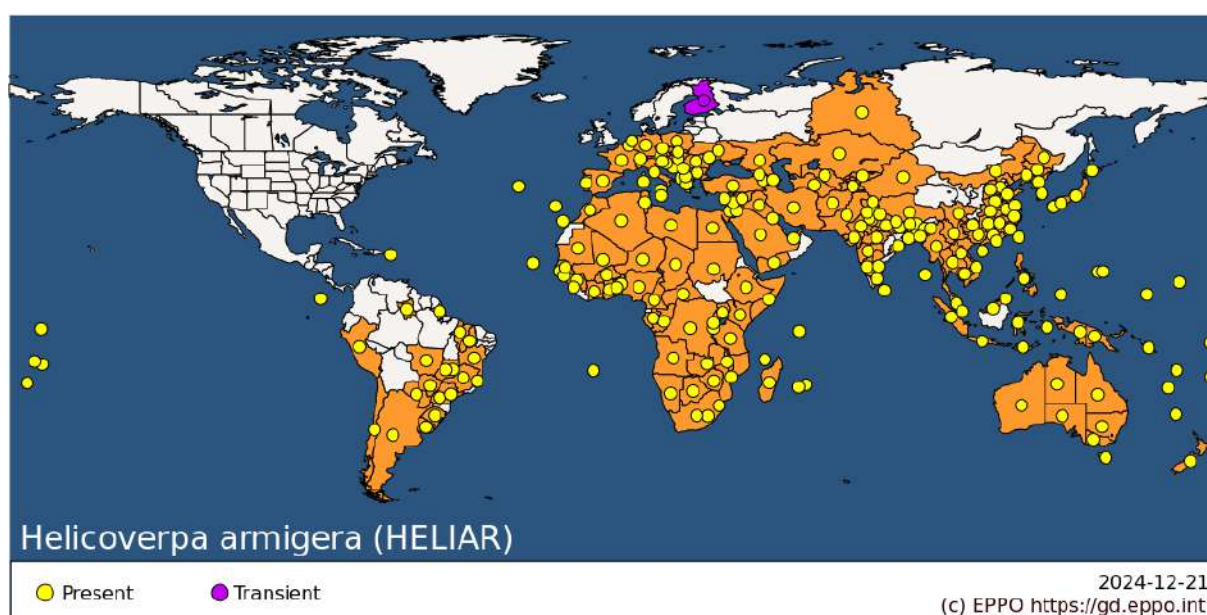 Helicoverpa armigera (HELIAR)
Present
Transient
2024-12-21
(c) EPPO https://gd.eppo.int